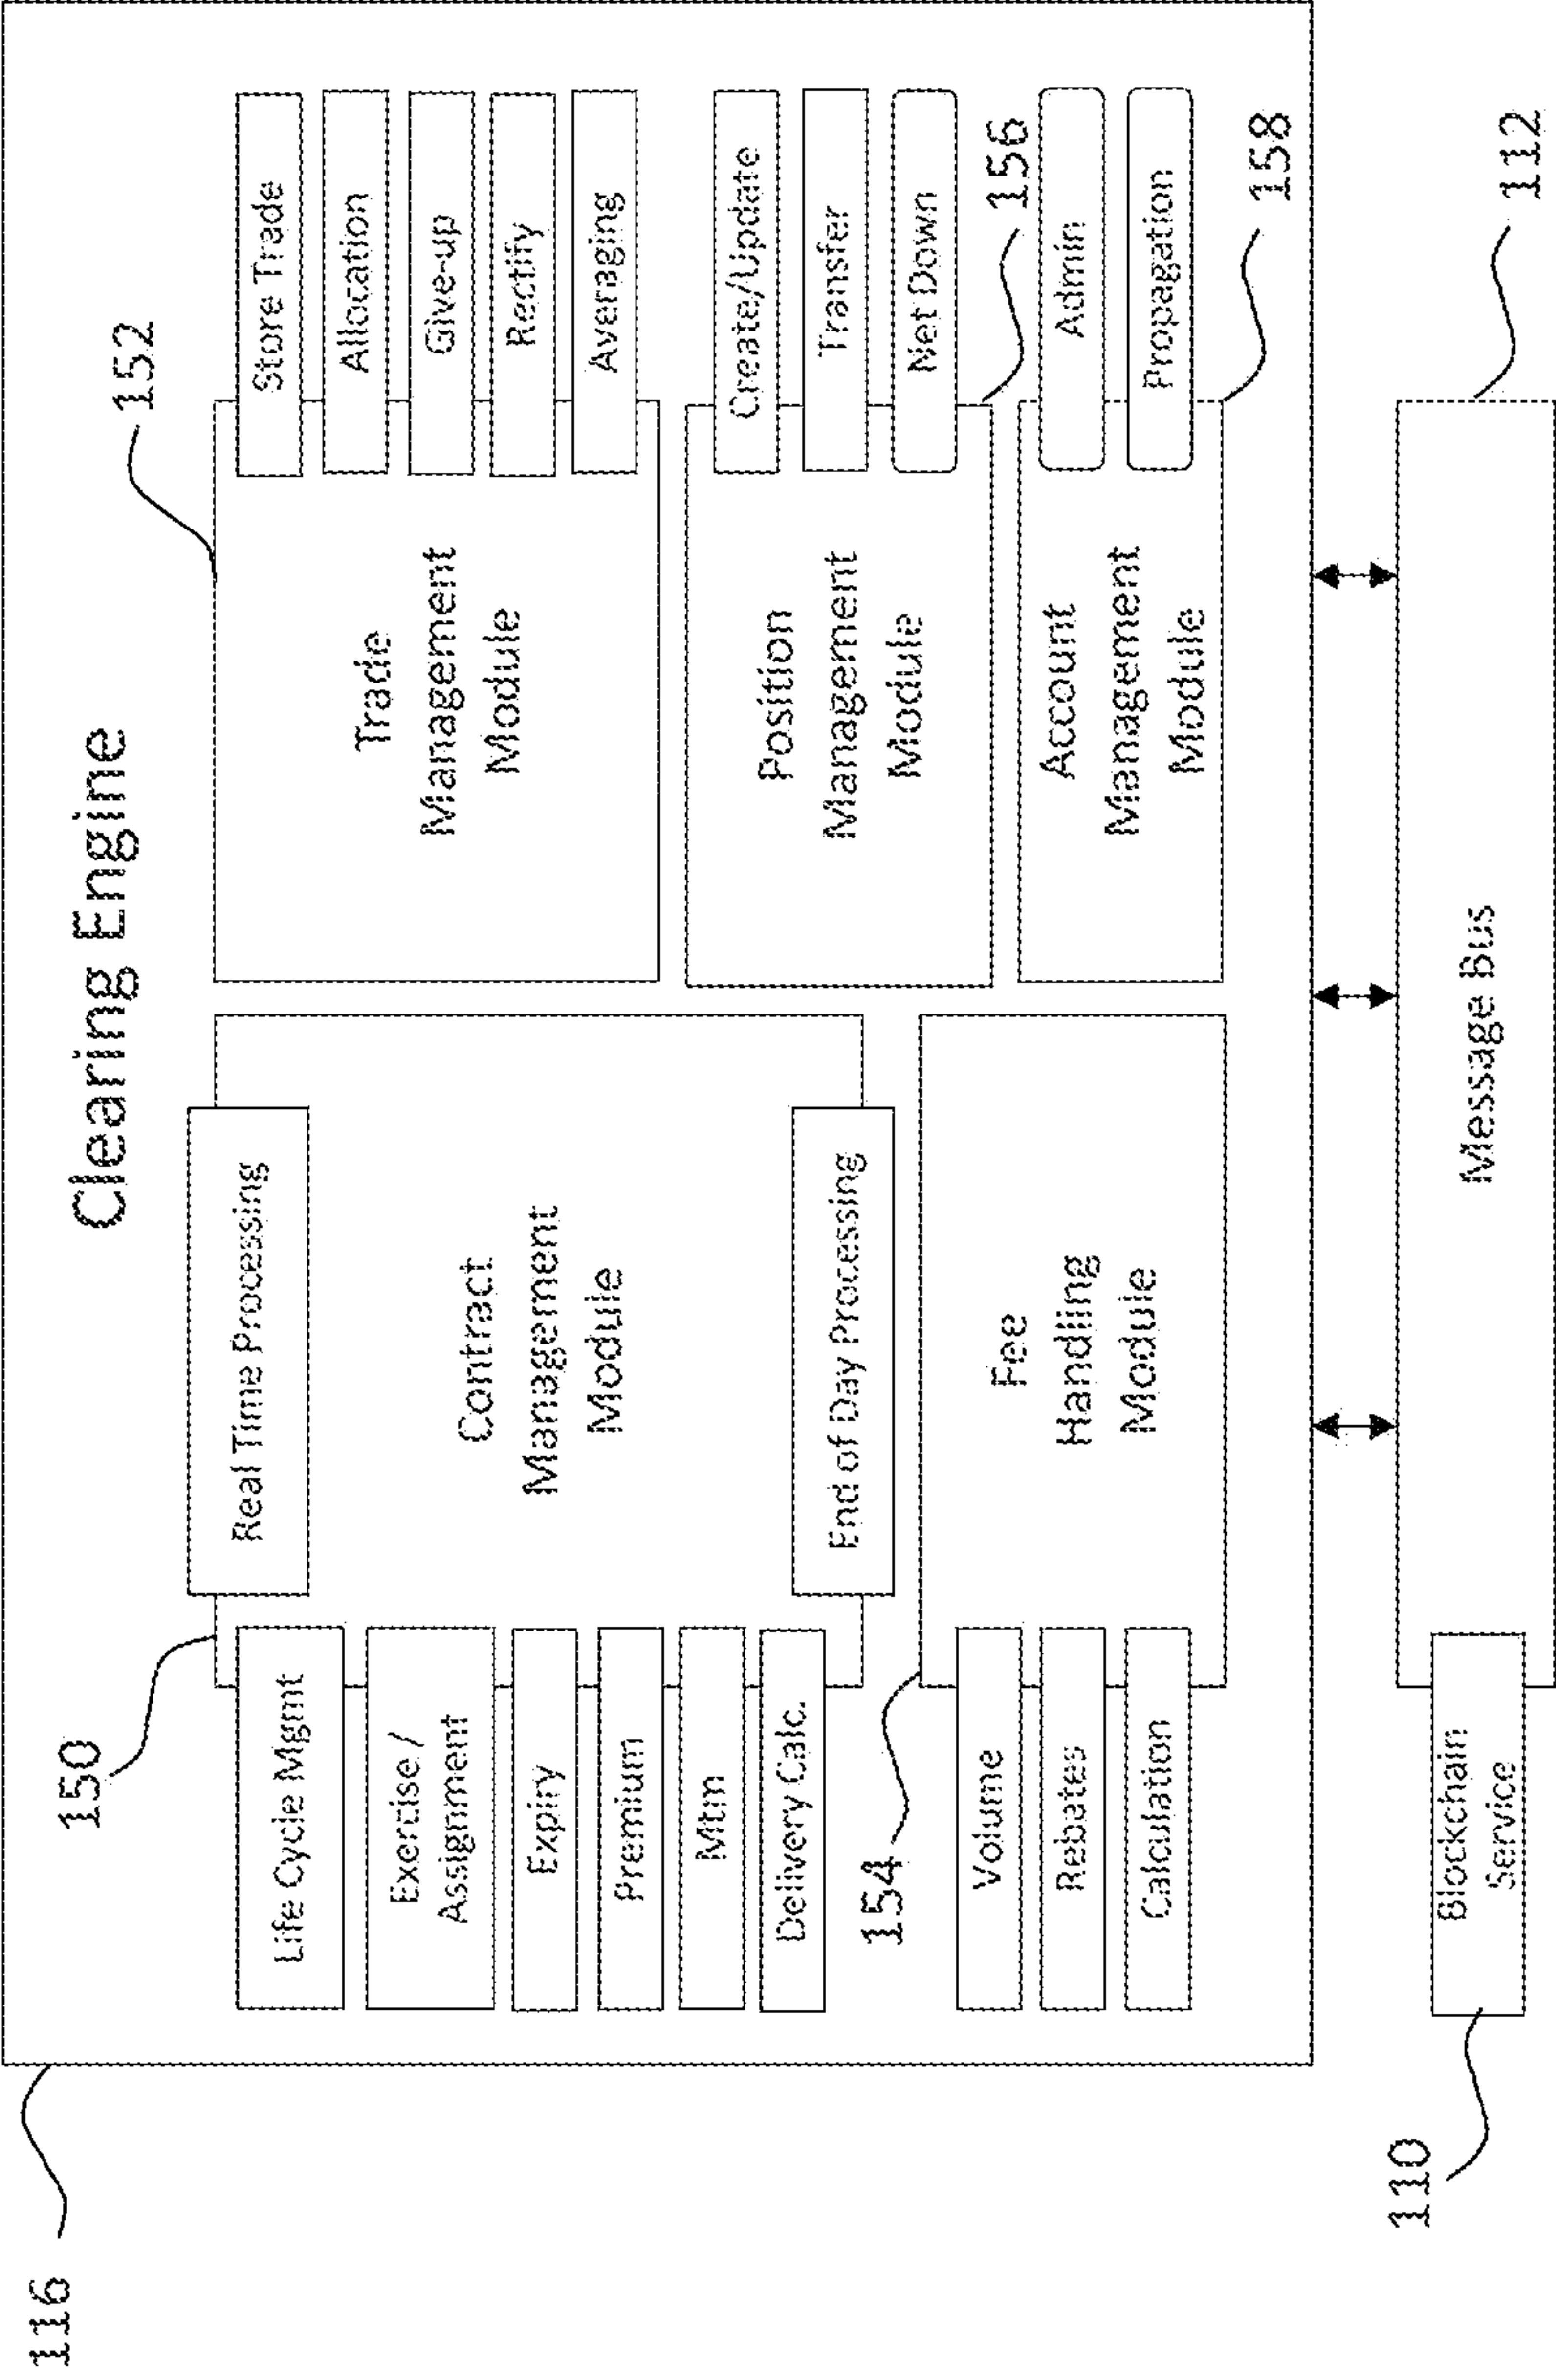 Clearing Engine
116
150
152
Real Time Processing
Life Cycle Mgmt
Exercise /
Assignment
Expiry
Premium
Mtm
Delivery Calc.
Contract
Management
Module
End of Day Processing
Trade
Management
Module
Store Trade
Allocation
Give-up
Rectify
Averaging
154
Volume
Rebates
Calculation
Fee
Handling
Module
Position
Management
Module
Create/Update
Transfer
Net Down
156
Account
Management
Module
Admin
Propagation
158
110
Blockchain
Service
Message Bus
112